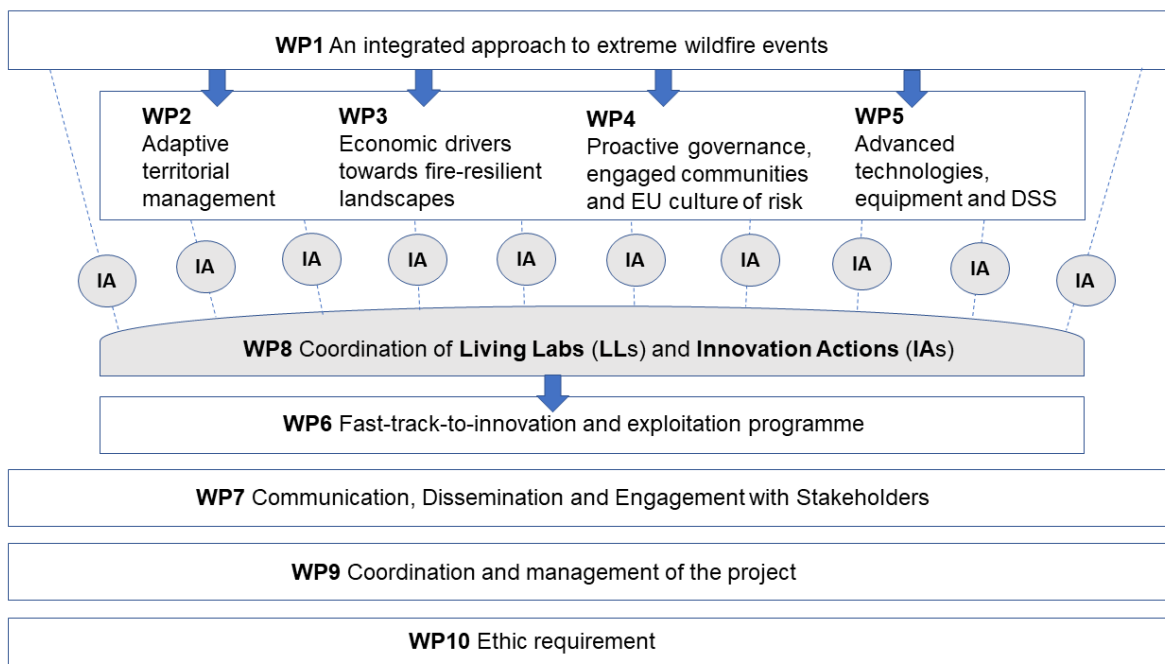 WP1 An integrated approach to extreme wildfire events
WP2
Adaptive
territorial
management
WP3
Economic drivers
towards fire-resilient
landscapes
WP4
Proactive governance,
engaged communities
and EU culture of risk
WP5
Advanced
technologies,
equipment and DSS
IA
IA
IA
IA
IA
IA
IA
IA
IA
IA
WP8 Coordination of Living Labs (LLs) and Innovation Actions (IAs)
WP6 Fast-track-to-innovation and exploitation programme
WP7 Communication, Dissemination and Engagement with Stakeholders
WP9 Coordination and management of the project
WP10 Ethic requirement